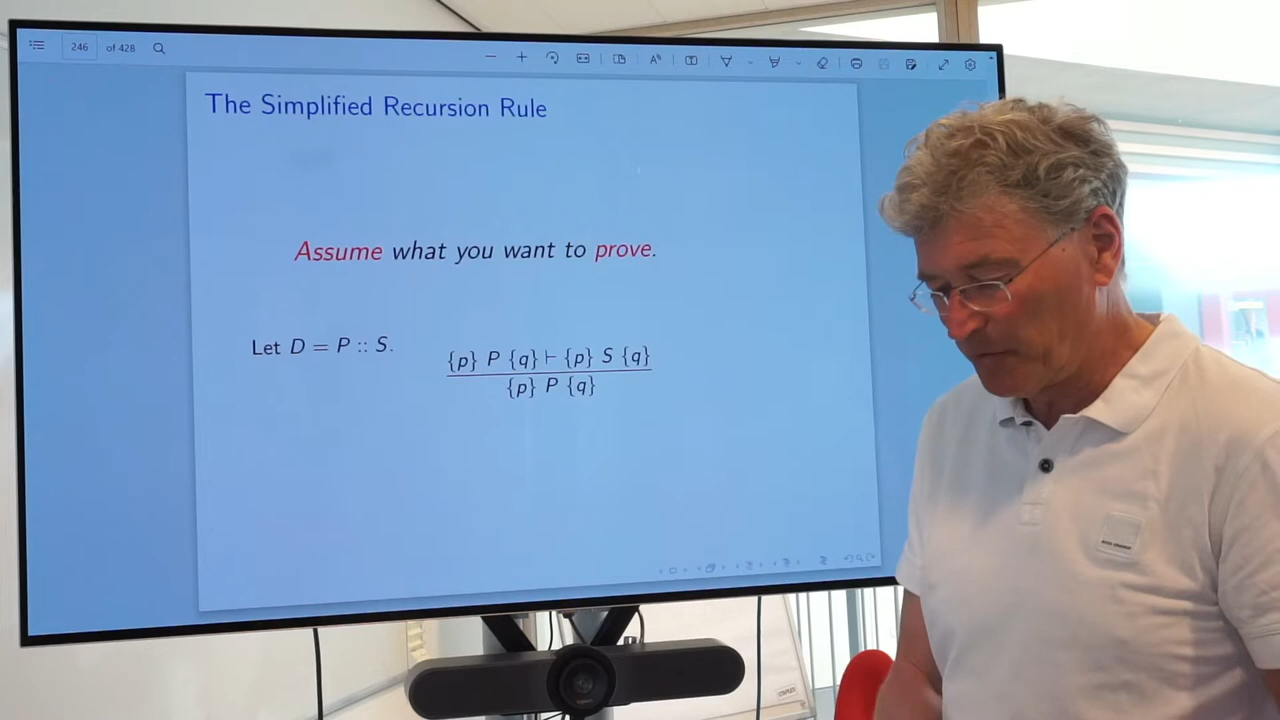 246 of 428
The Simplified Recursion Rule
Assume what you want to prove.
Let D = P :: S.
{p} P {q} ⊢ {p} S {q}
{p} P {q}